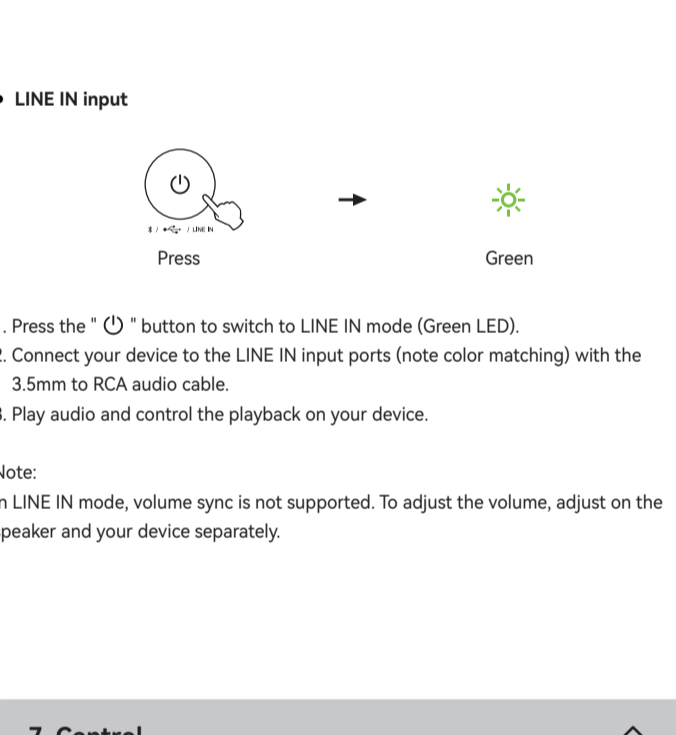 • LINE IN input
/ / LINE IN
Press
Green
. Press the " " button to switch to LINE IN mode (Green LED).
2. Connect your device to the LINE IN input ports (note color matching) with the
3.5mm to RCA audio cable.
3. Play audio and control the playback on your device.
Note:
n LINE IN mode, volume sync is not supported. To adjust the volume, adjust on the
peaker and your device separately.
7. Control